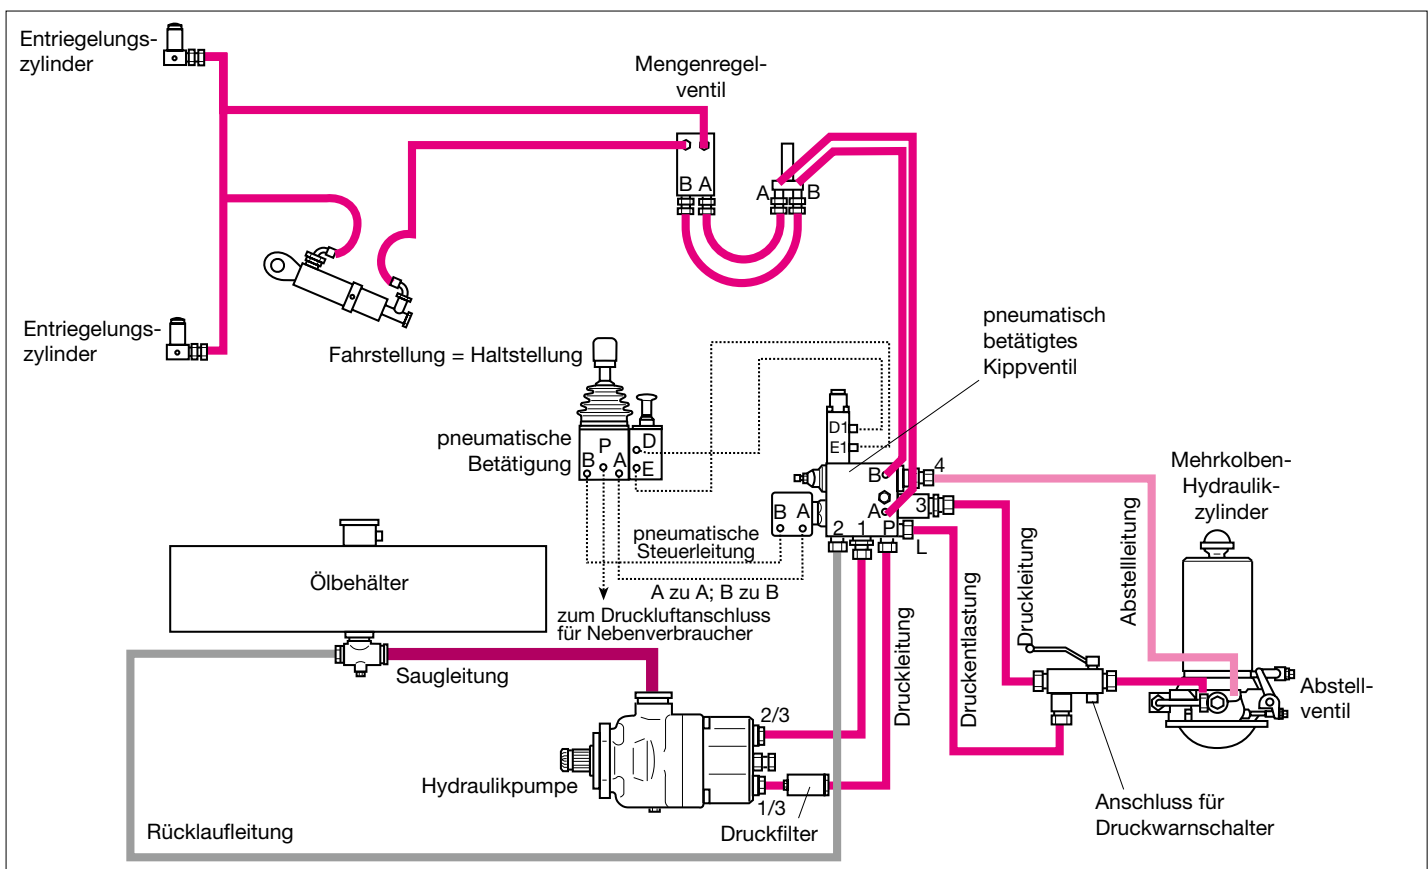 Entriegelungs-
zylinder
Mengenregel-
ventil
B A
A B
Entriegelungs-
zylinder
Fahrstellung = Haltstellung
pneumatisch
betätigtes
Kippventil
pneumatische
Betätigung
P
B A
D
E
D1
E1
B
A
4
3
L
B A
2 1 P
pneumatische
Steuerleitung
A zu A; B zu B
zum Druckluftanschluss
für Nebenverbraucher
Mehrkolben-
Hydraulik-
zylinder
Ölbehälter
Saugleitung
Druckleitung
Druckentlastung
Druckleitung
Abstellleitung
Abstell-
ventil
2/3
Hydraulikpumpe
1/3
Druckfilter
Anschluss für
Druckwarnschalter
Rücklaufleitung